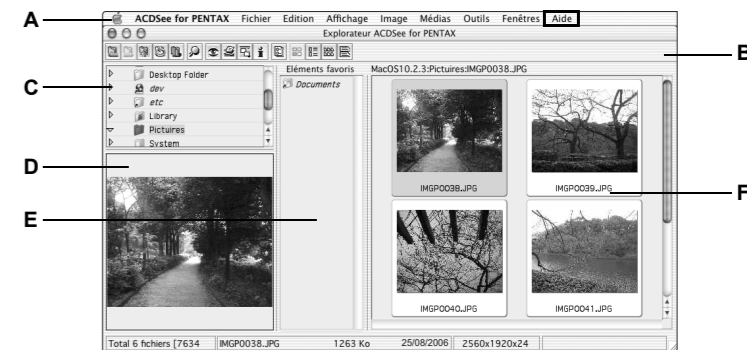 A ACDSee for PENTAX Fichier Edition Affichage Image Médias Outils Fenêtres Aide
Explorateur ACDSee for PENTAX
B
Eléments favoris MacOS10.2.3:Pictures:IMGP0038.JPG
Desktop Folder
Documents
C dev
etc
Library
Pictuires
System
D
E
F
IMGP0038.JPG IMGP0039.JPG
IMGP0040.JPG IMGP0041.JPG
Total 6 fichiers [7634 IMGP0038.JPG 1263 Ko 25/08/2006 2560x1920x24